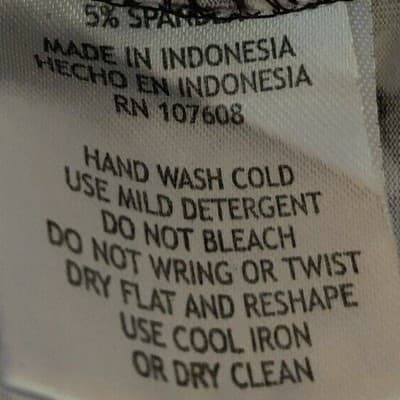 5%
MADE IN INDONESIA
HECHO EN INDONESIA
RN 107608
HAND WASH COLD
USE MILD DETERGENT
DO NOT BLEACH
DO NOT WRING OR TWIST
DRY FLAT AND RESHAPE
USE COOL IRON
OR DRY CLEAN